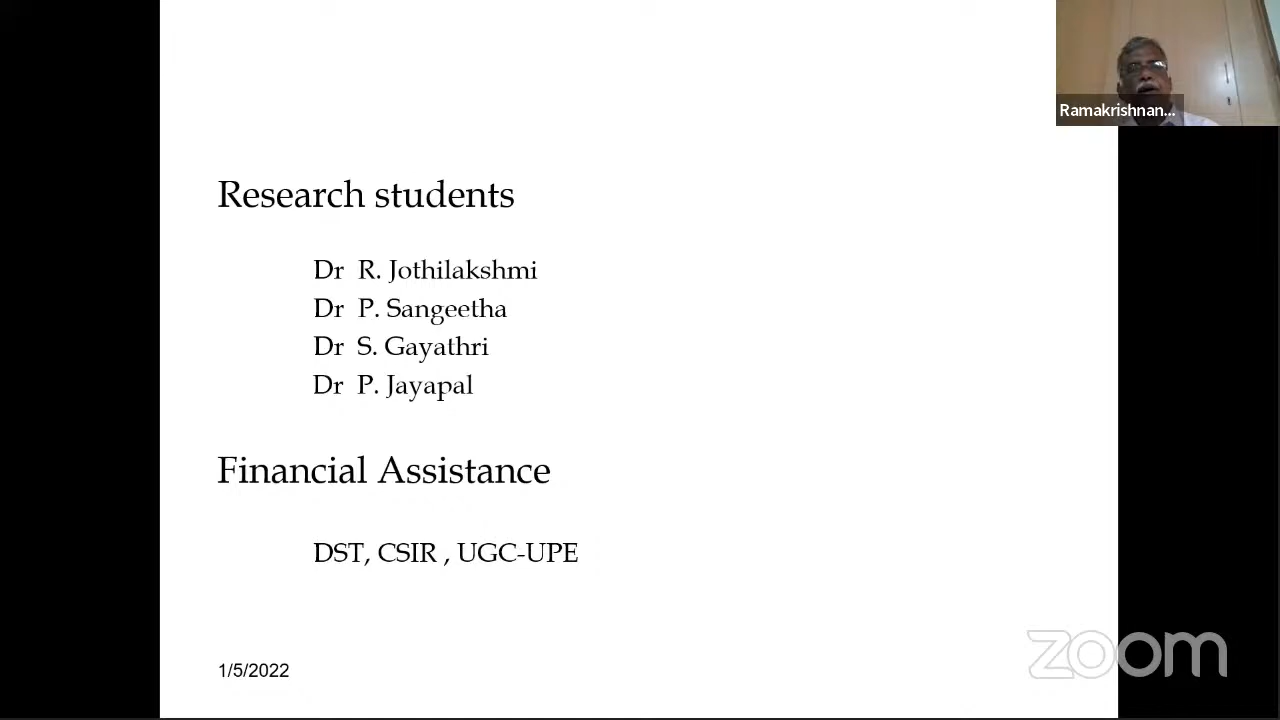 Ramakrishnan...
Research students
Dr R. Jothilakshmi
Dr P. Sangeetha
Dr S. Gayathri
Dr P. Jayapal
Financial Assistance
DST, CSIR , UGC-UPE
1/5/2022
zoom